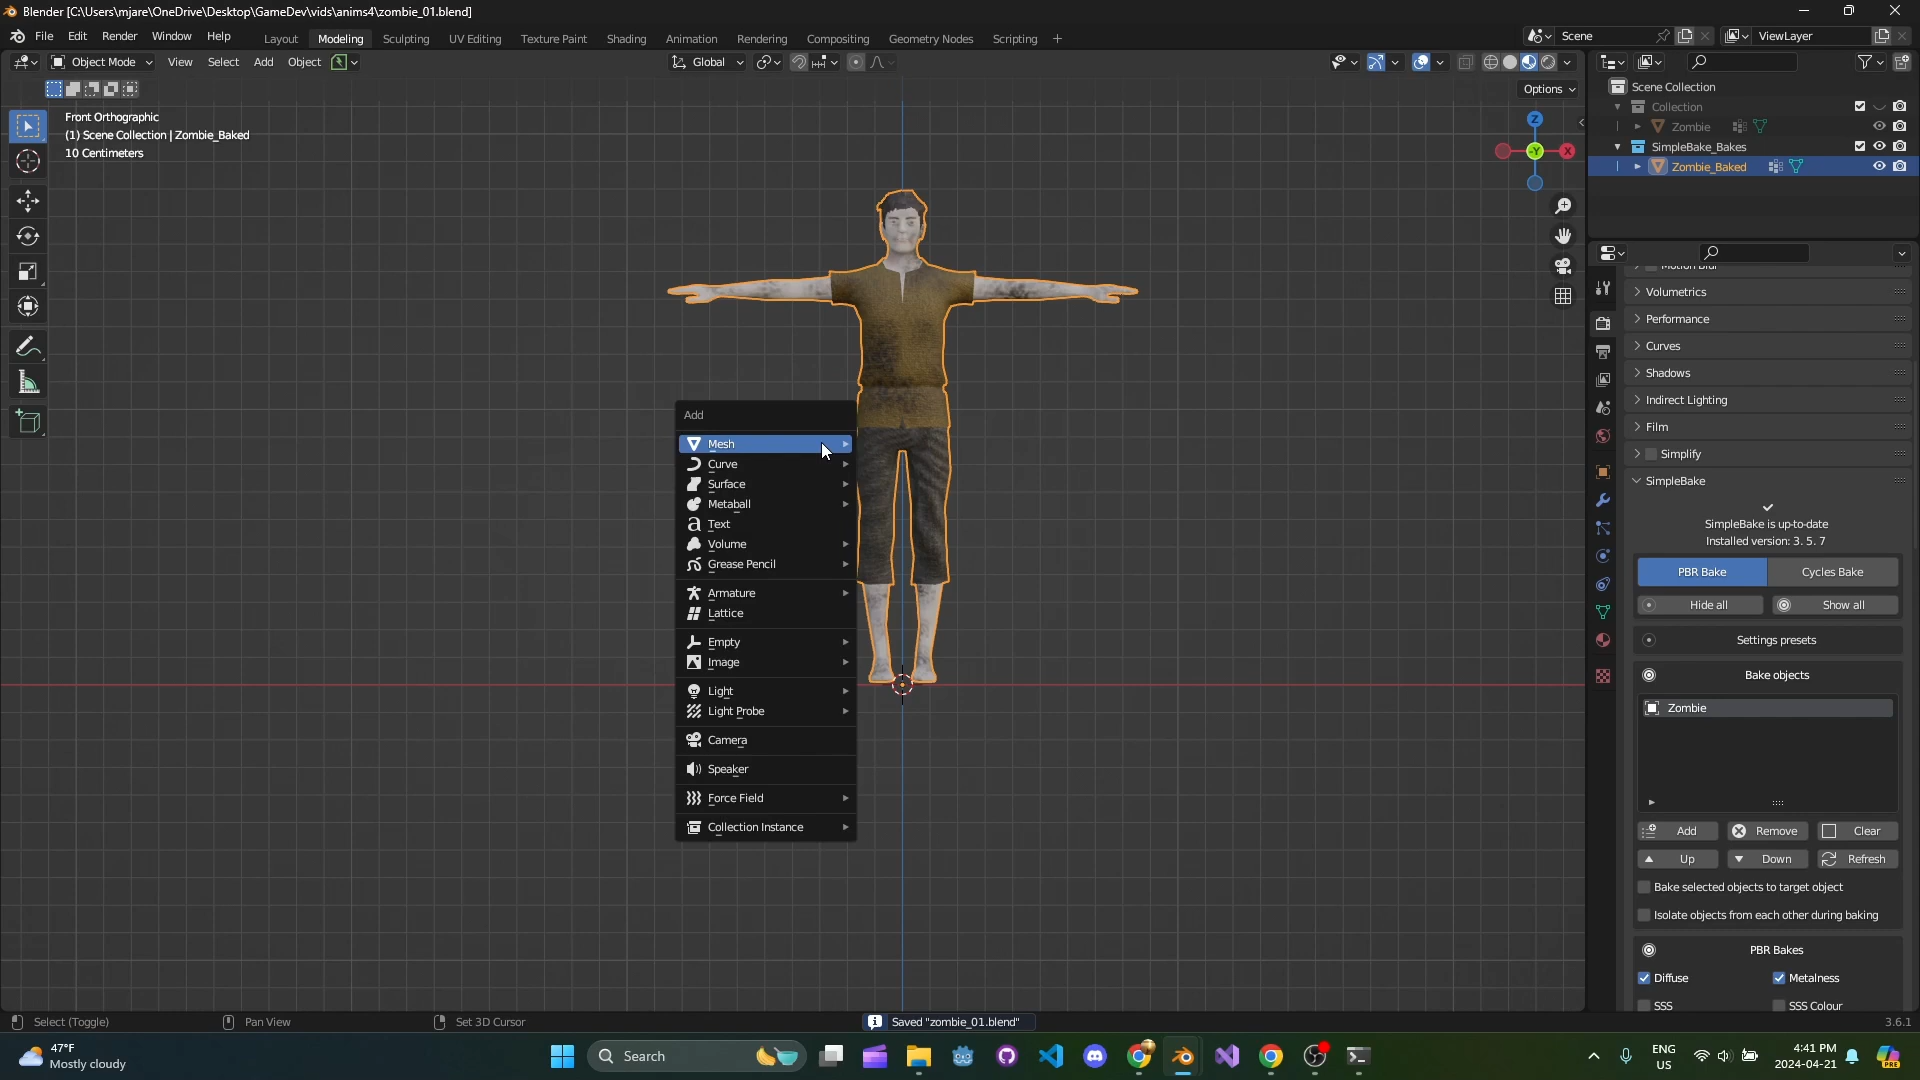 Blender [C:\Users\mjare\OneDrive\Desktop\GameDev\vids\anims4\zombie_01.blend]
File Edit Render Window Help Layout Modeling Sculpting UV Editing Texture Paint Shading Animation Rendering Compositing Geometry Nodes Scripting + Scene ViewLayer
Object Mode View Select Add Object Global
Options
Front Orthographic
(1) Scene Collection | Zombie_Baked
10 Centimeters
Z
-Y X
Scene Collection
Collection
Zombie
SimpleBake_Bakes
Zombie_Baked
Motion Blur
Volumetrics
Performance
Curves
Shadows
Indirect Lighting
Film
Simplify
SimpleBake
SimpleBake is up-to-date
Installed version: 3. 5. 7
PBR Bake Cycles Bake
Hide all Show all
Settings presets
Bake objects
Zombie
Add Remove Clear
Up Down Refresh
Bake selected objects to target object
Isolate objects from each other during baking
PBR Bakes
Diffuse Metalness
SSS SSS Colour
Add
Mesh
Curve
Surface
Metaball
Text
Volume
Grease Pencil
Armature
Lattice
Empty
Image
Light
Light Probe
Camera
Speaker
Force Field
Collection Instance
Select (Toggle) Pan View Set 3D Cursor Saved "zombie_01.blend" 3.6.1
47°F
Mostly cloudy
Search
ENG
US
4:41 PM
2024-04-21
PRE